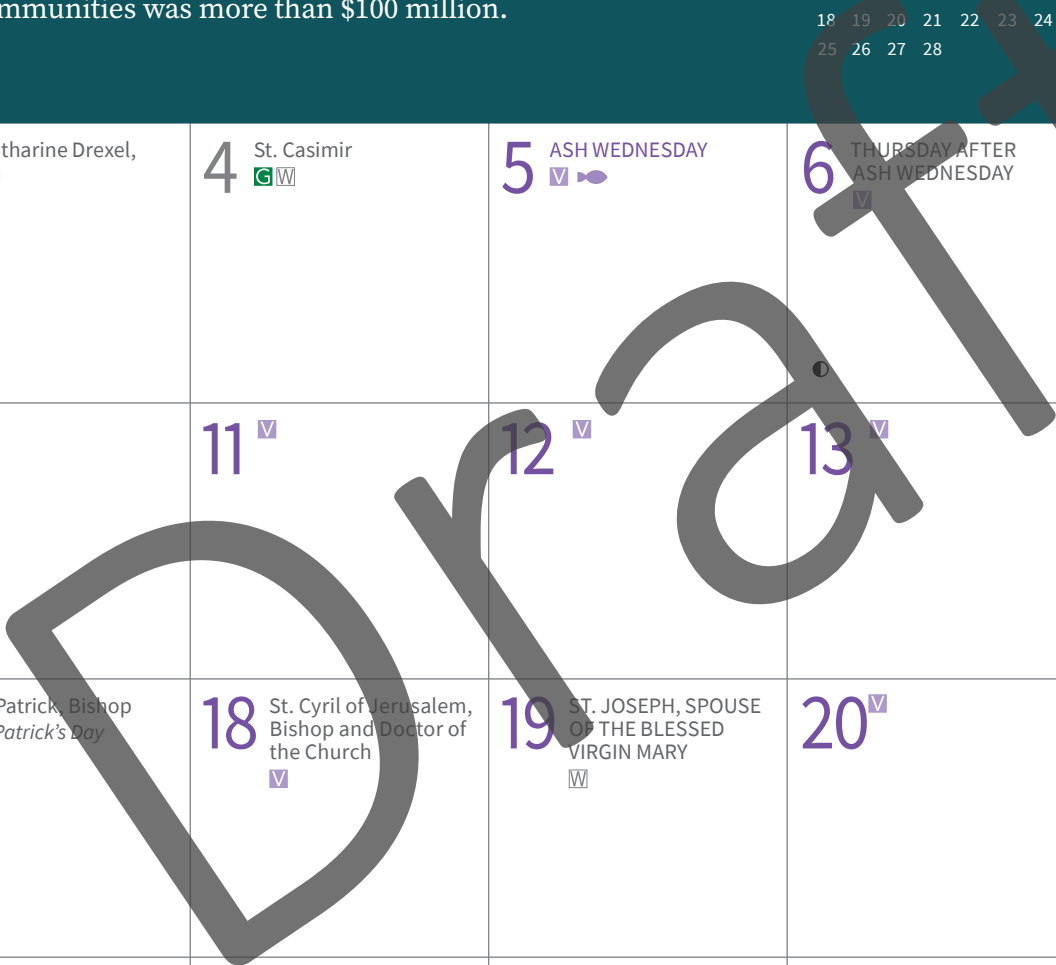 mmunities was more than $100 million.
18 19 20 21 22 23 24
25 26 27 28
tharine Drexel,
4 St. Casimir
G W
5 ASH WEDNESDAY
V
6 THURSDAY AFTER
ASH WEDNESDAY
V
11 V
12 V
13 V
Patrick, Bishop
Patrick's Day
18 St. Cyril of Jerusalem,
Bishop and Doctor of
the Church
V
19 ST. JOSEPH, SPOUSE
OF THE BLESSED
VIRGIN MARY
W
20 V
Draft